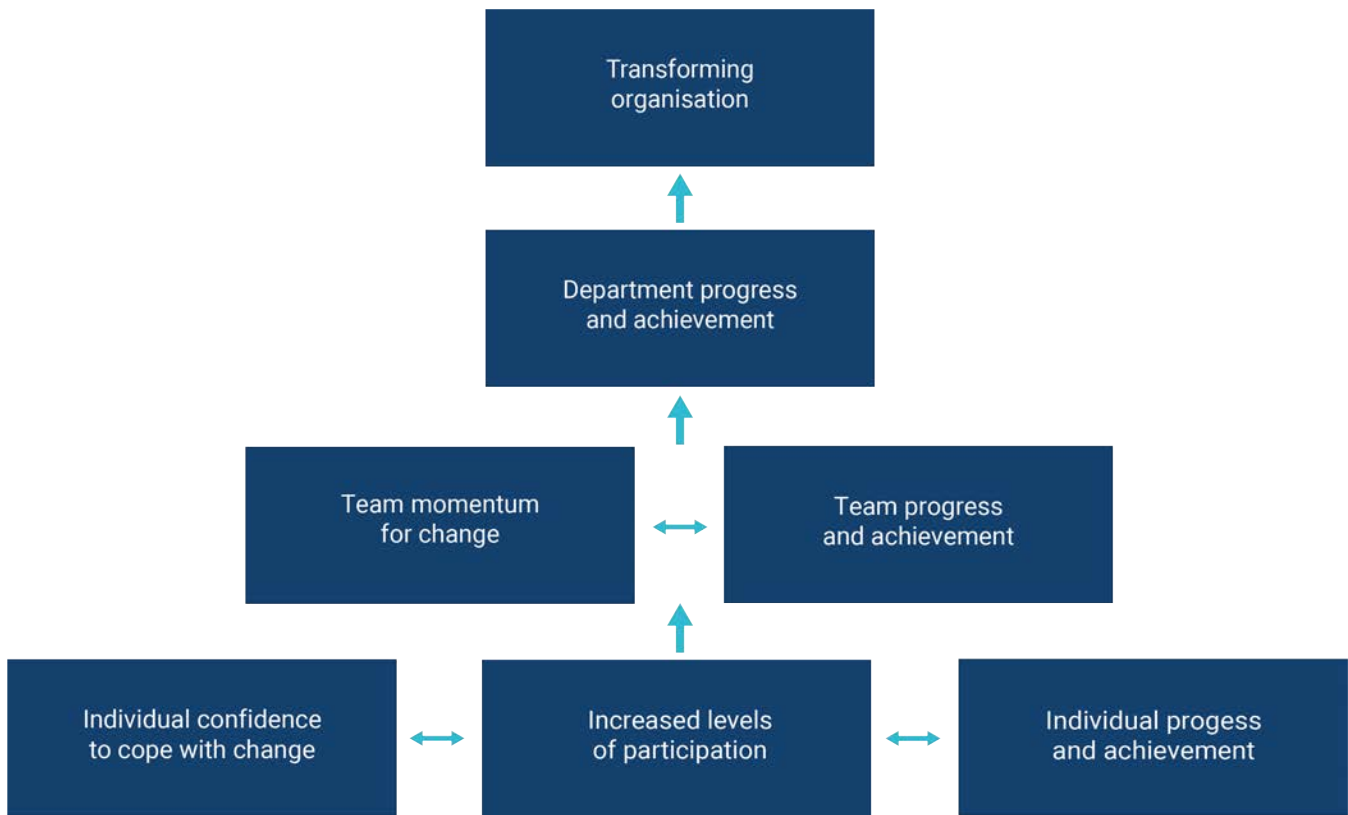 Transforming
organisation
Department progress
and achievement
Team momentum
for change
Team progress
and achievement
Individual confidence
to cope with change
Increased levels
of participation
Individual progess
and achievement